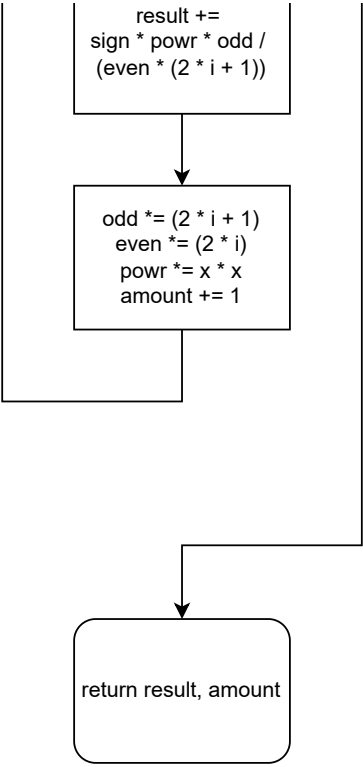 result +=
sign * powr * odd /
(even * (2 * i + 1))
odd *= (2 * i + 1)
even *= (2 * i)
powr *= x * x
amount += 1
return result, amount